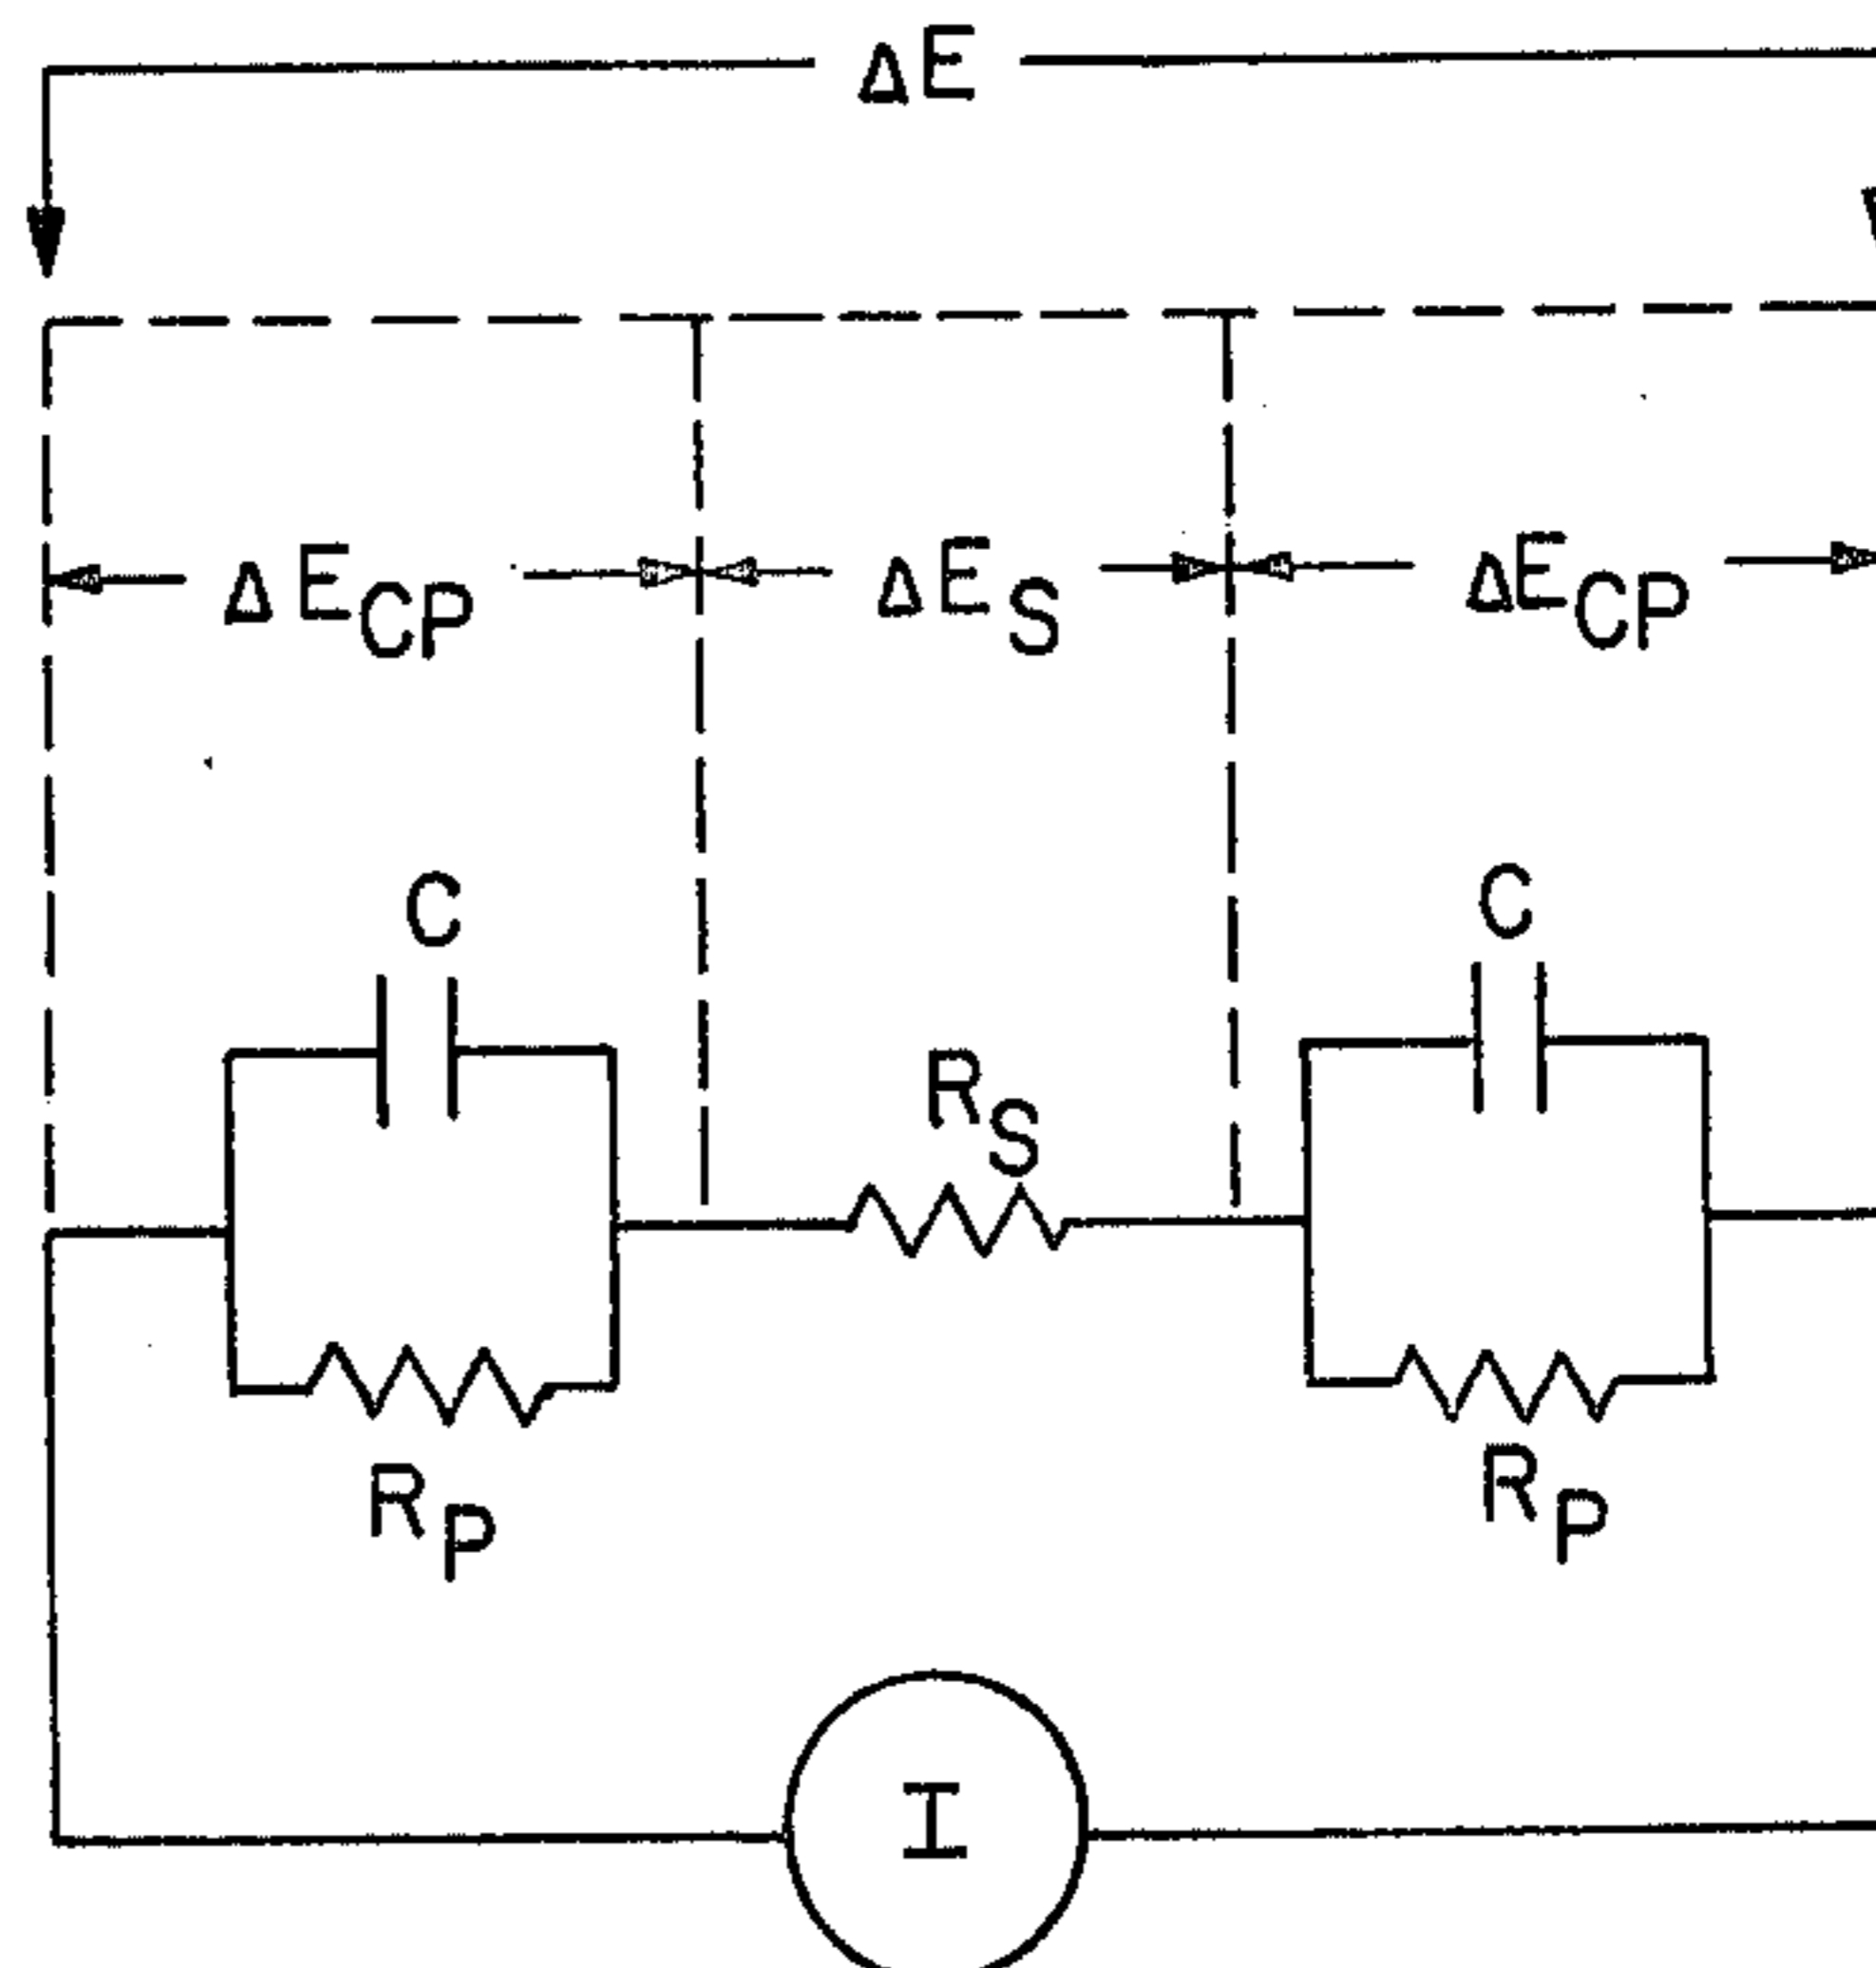 ΔE
ΔE_CP ΔE_S ΔE_CP
C C
R_S
R_P R_P
I